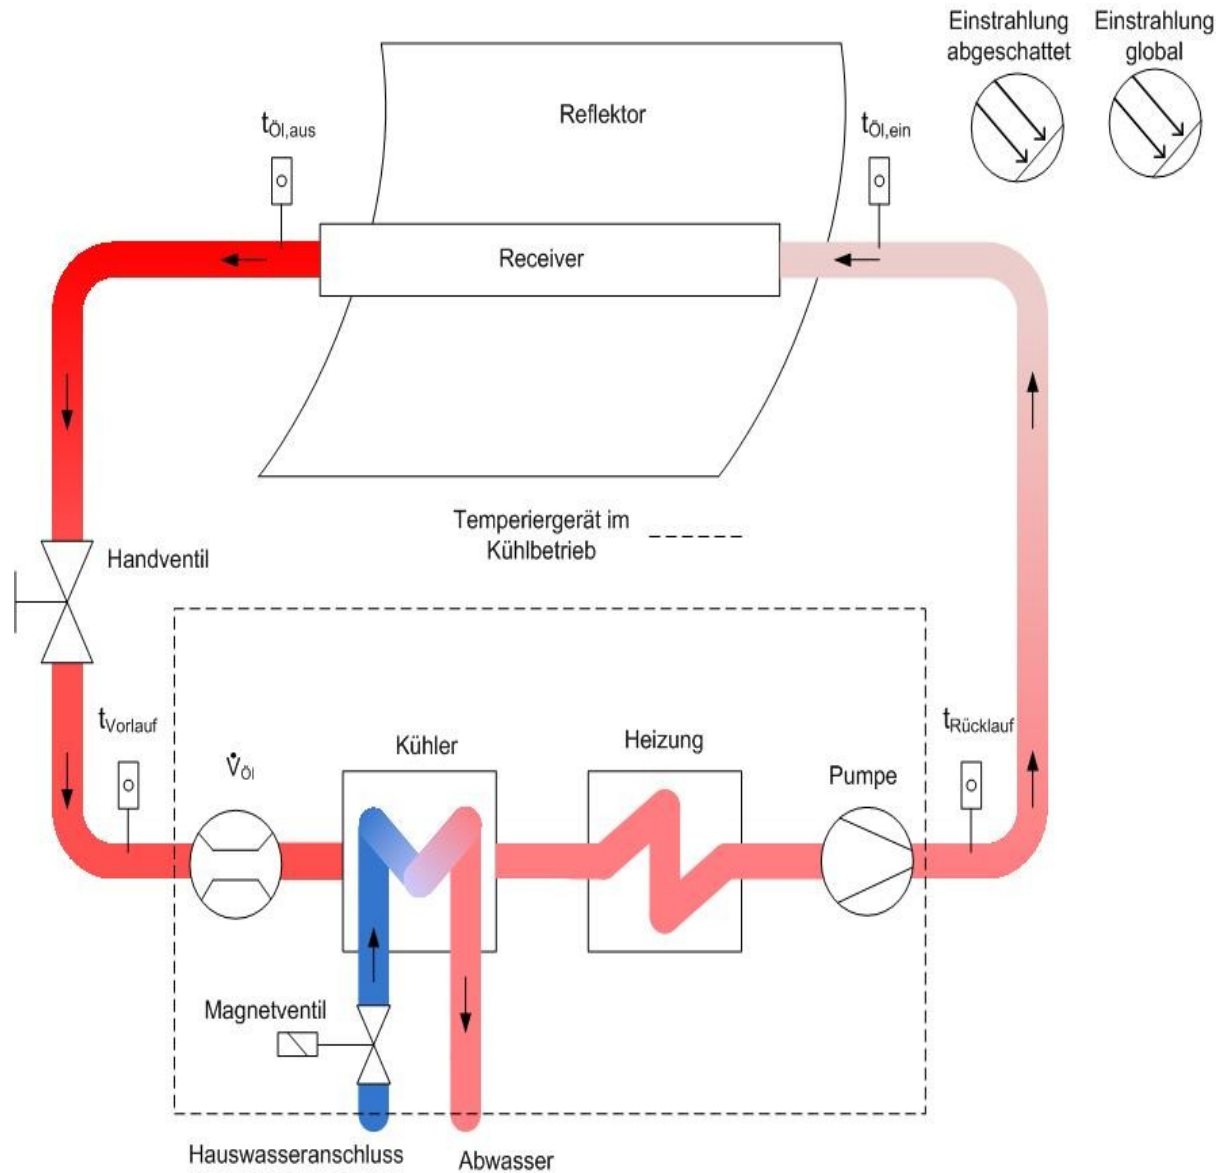 Einstrahlung
abgeschattet
Einstrahlung
global
Reflektor
tÖl,aus
tÖl,ein
Receiver
Temperiergerät im
Kühlbetrieb
Handventil
tVorlauf
V̇Öl
Kühler
Heizung
Pumpe
tRücklauf
Magnetventil
Hauswasseranschluss
Abwasser